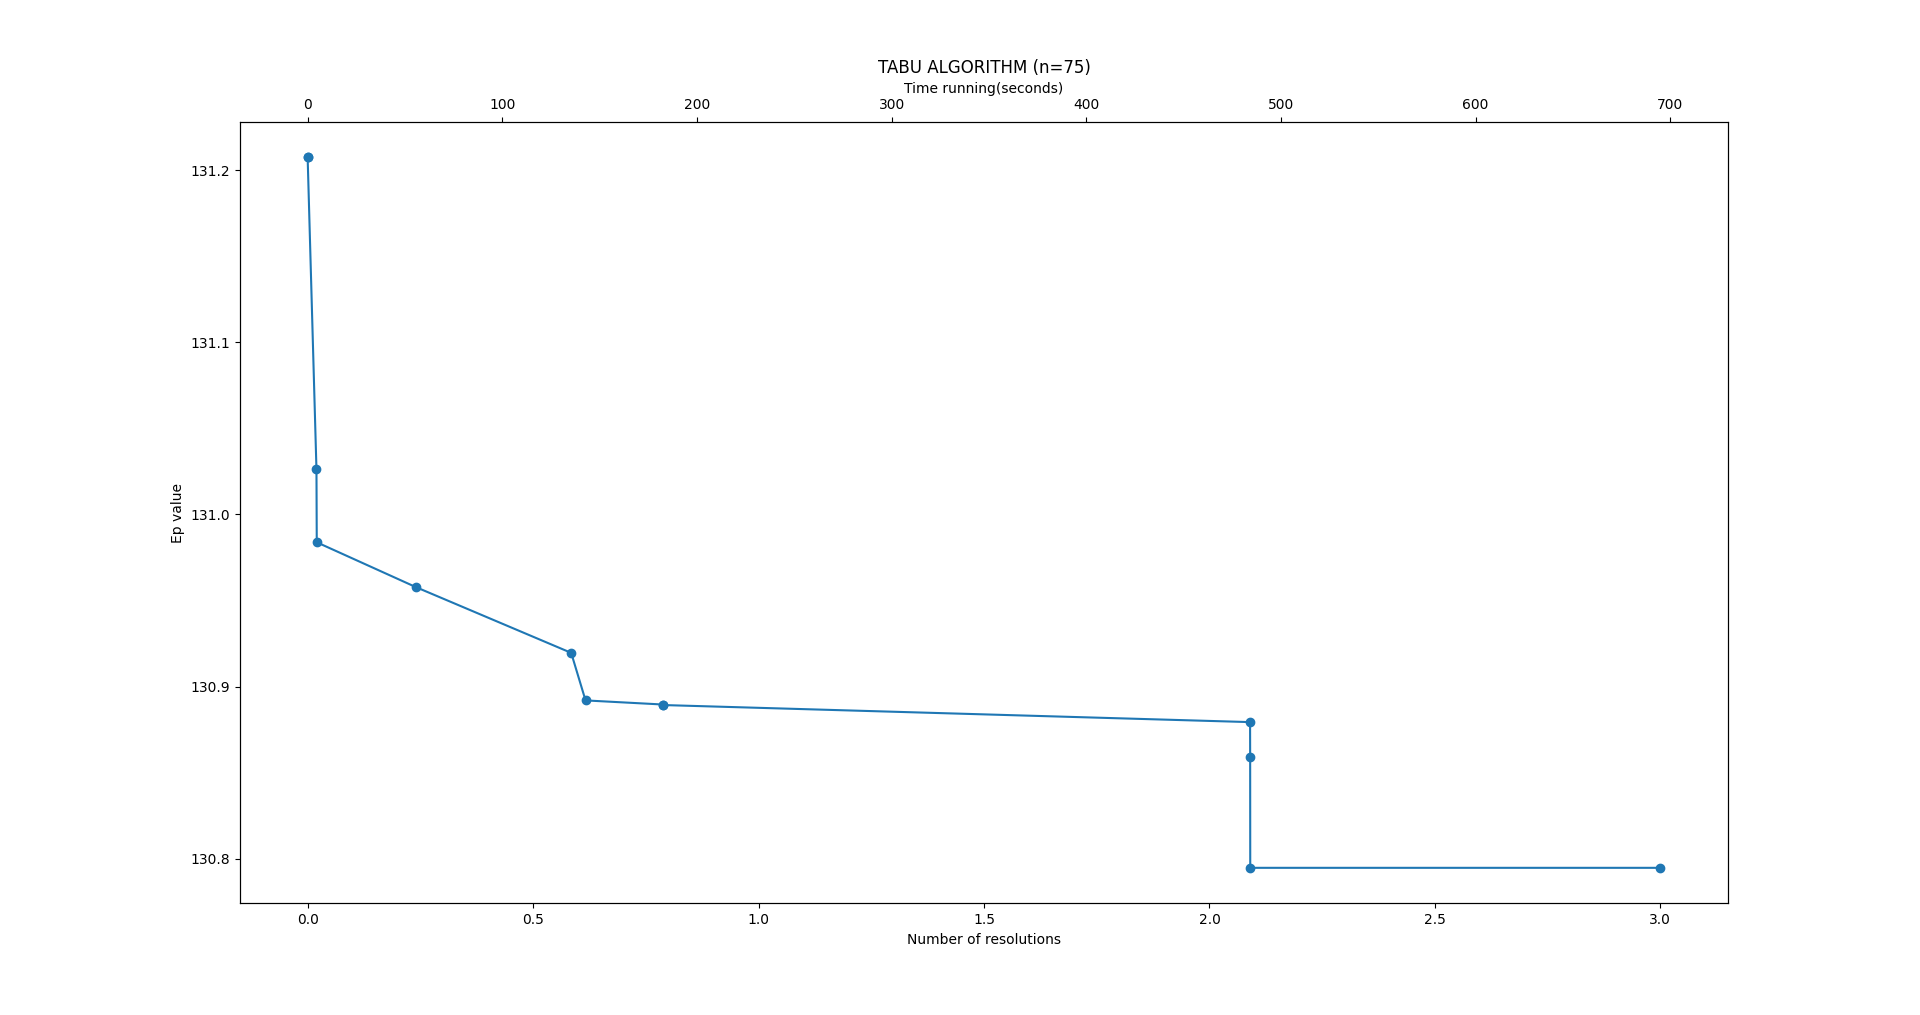 TABU ALGORITHM (n=75)
Time running(seconds)
0 100 200 300 400 500 600 700
131.2
131.1
131.0
130.9
130.8
Ep value
0.0 0.5 1.0 1.5 2.0 2.5 3.0
Number of resolutions